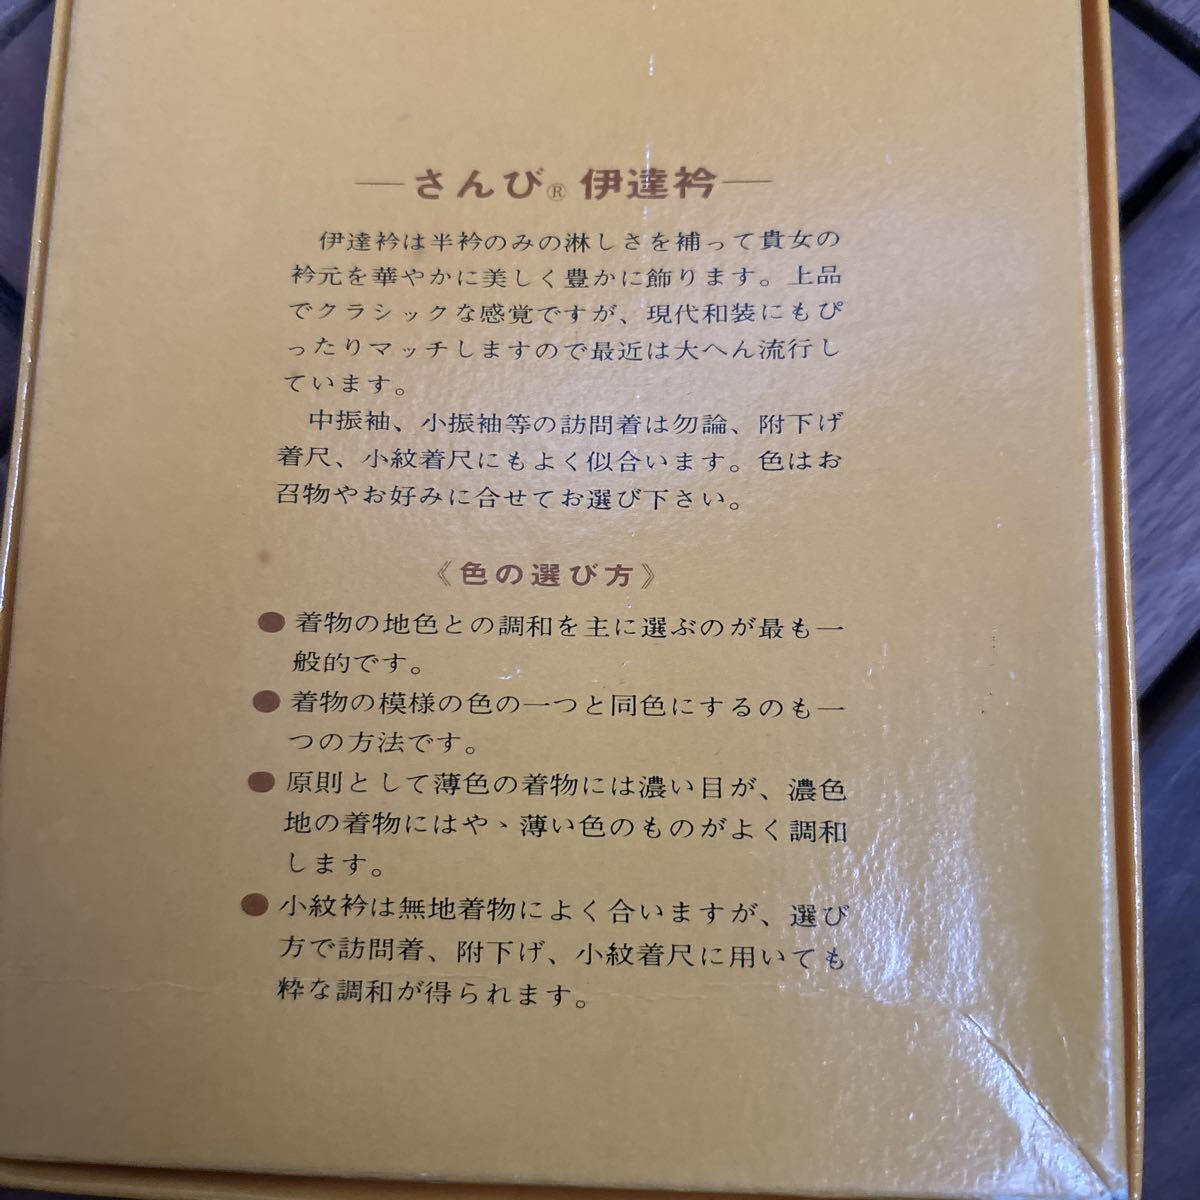 —さんび® 伊達衿—
伊達衿は半衿のみの淋しさを補って貴女の
衿元を華やかに美しく豊かに飾ります。上品
でクラシックな感覚ですが、現代和装にもぴ
ったりマッチしますので最近は大へん流行し
ています。
中振袖、小振袖等の訪問着は勿論、附下げ
着尺、小紋着尺にもよく似合います。色はお
召物やお好みに合せてお選び下さい。
《色の選び方》
●着物の地色との調和を主に選ぶのが最も一
般的です。
●着物の模様の色の一つと同色にするのも一
つの方法です。
●原則として薄色の着物には濃い目が、濃色
地の着物にはやゝ薄い色のものがよく調和
します。
●小紋衿は無地着物によく合いますが、選び
方で訪問着、附下げ、小紋着尺に用いても
粋な調和が得られます。